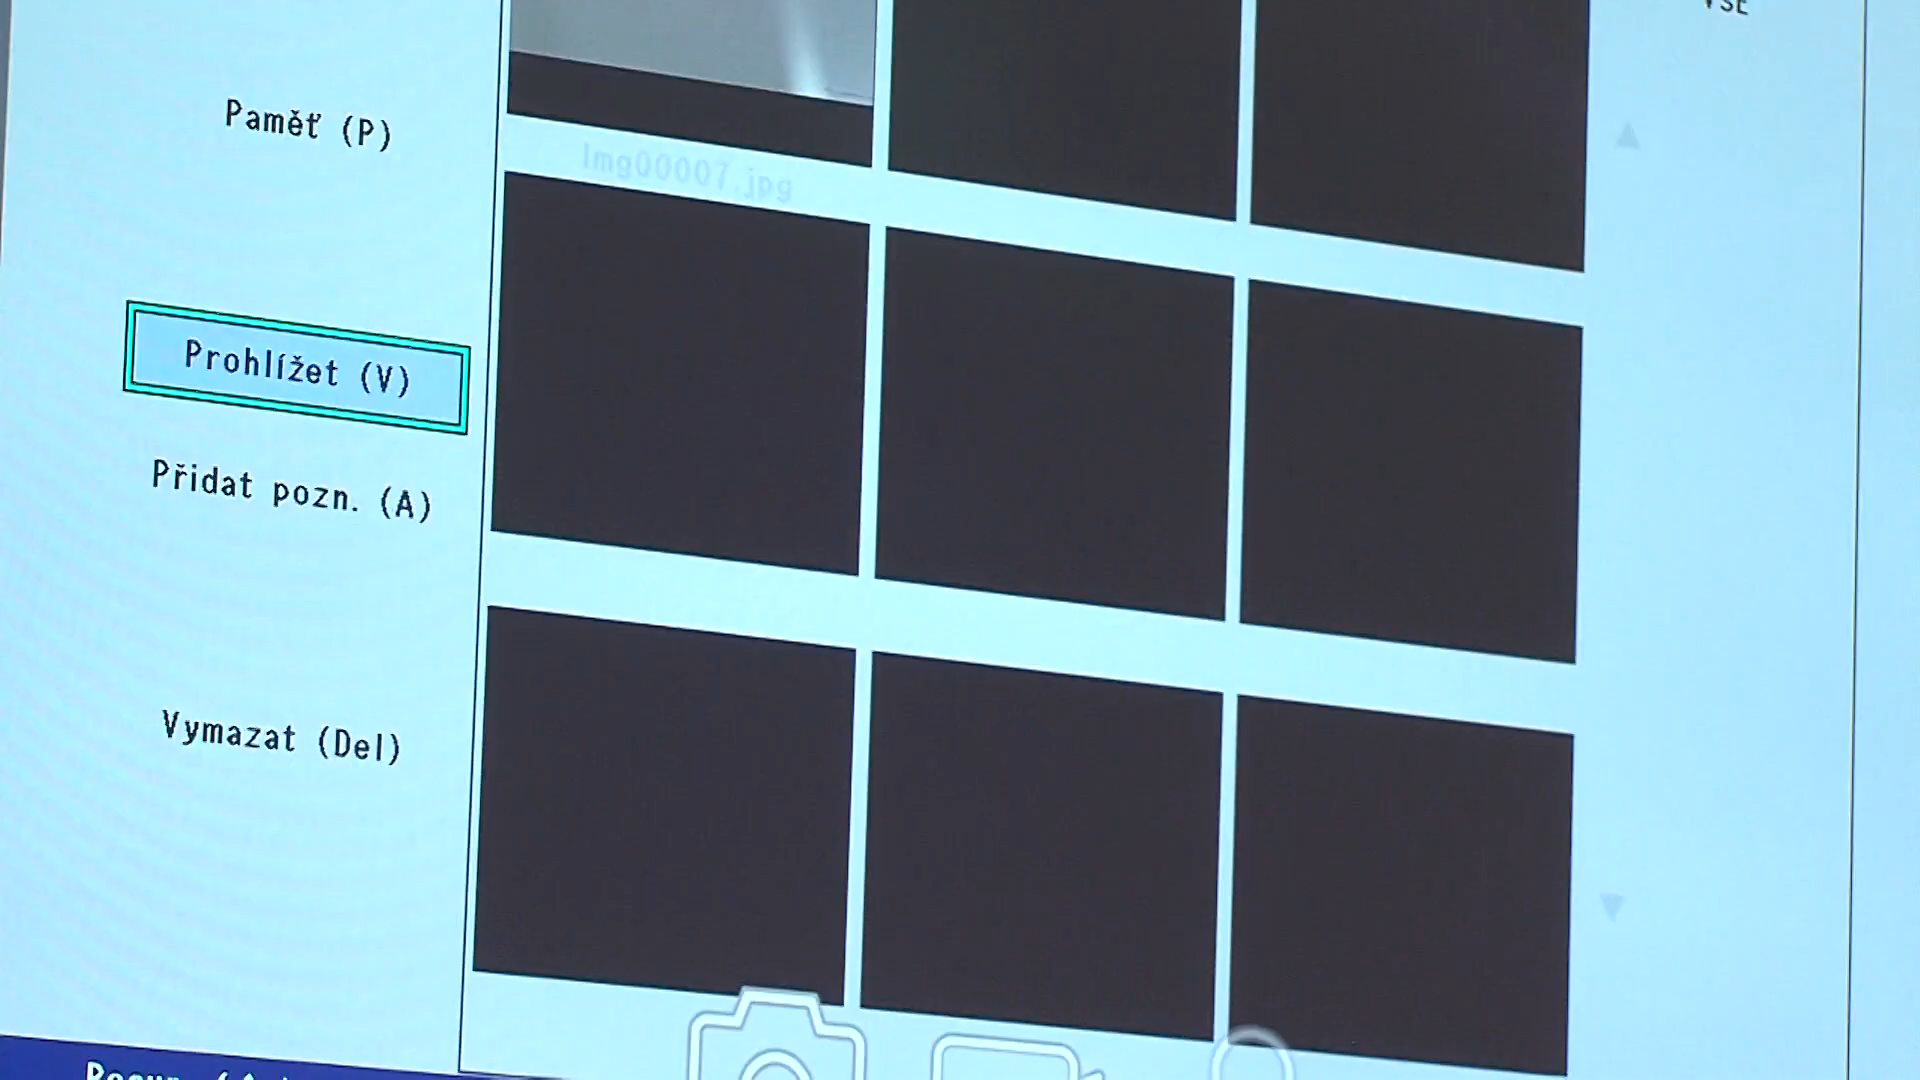 Paměť (P)
Img00007.jpg
Prohlížet (V)
Přidat pozn. (A)
Vymazat (Del)